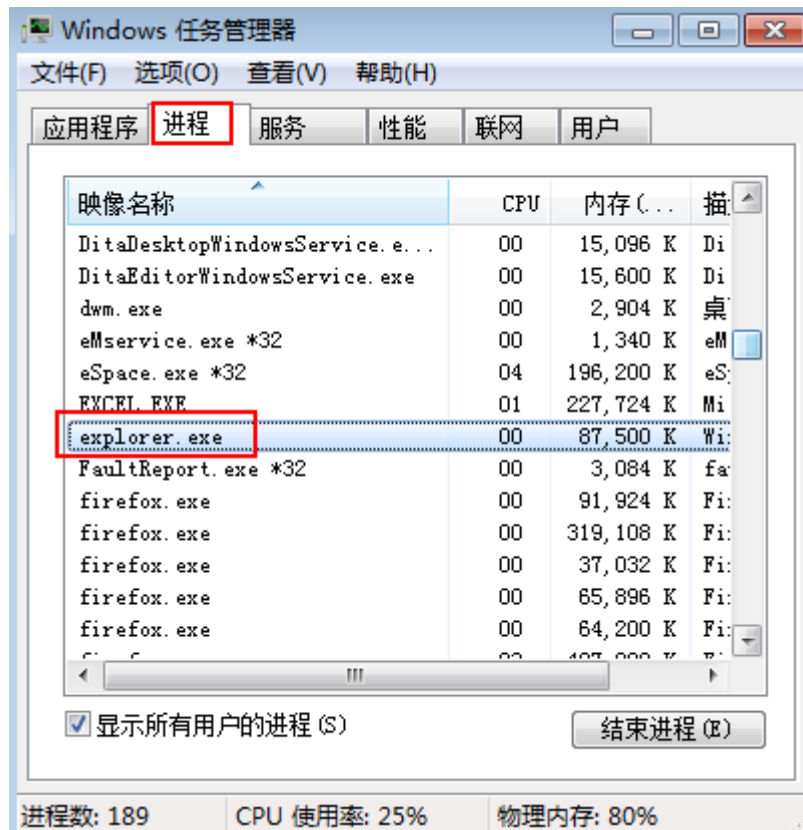 Windows 任务管理器
文件(F) 选项(O) 查看(V) 帮助(H)
应用程序 进程 服务 性能 联网 用户
映像名称 CPU 内存(...
DitaDesktopWindowsService.e... 00 15,096 K Di
DitaEditorWindowsService.exe 00 15,600 K Di
dwm.exe 00 2,904 K 桌
eMservice.exe *32 00 1,340 K eM
eSpace.exe *32 04 196,200 K eS
EXCEL.EXE 01 227,724 K Mi
explorer.exe 00 87,500 K Wi
FaultReport.exe *32 00 3,084 K fa
firefox.exe 00 91,924 K Fi
firefox.exe 00 319,108 K Fi
firefox.exe 00 37,032 K Fi
firefox.exe 00 65,896 K Fi
firefox.exe 00 64,200 K Fi
显示所有用户的进程(S) 结束进程(E)
进程数: 189 CPU 使用率: 25% 物理内存: 80%